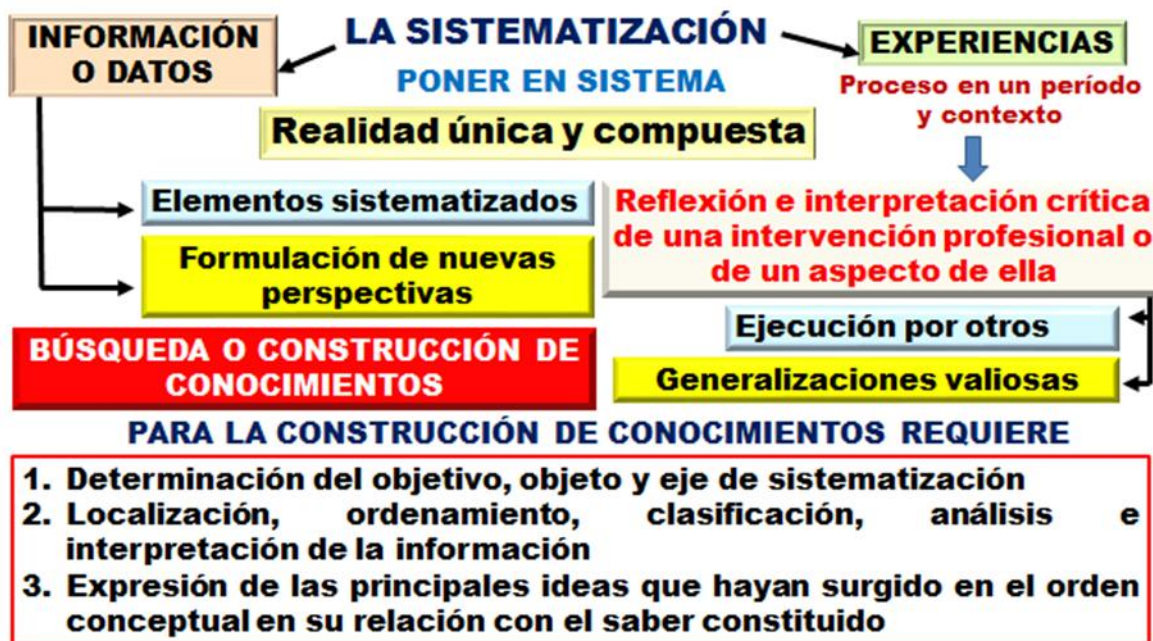 LA SISTEMATIZACIÓN
PONER EN SISTEMA
Realidad única y compuesta
INFORMACIÓN
O DATOS
Elementos sistematizados
Formulación de nuevas
perspectivas
BÚSQUEDA O CONSTRUCCIÓN DE
CONOCIMIENTOS
EXPERIENCIAS
Proceso en un período
y contexto
Reflexión e interpretación crítica
de una intervención profesional o
de un aspecto de ella
Ejecución por otros
Generalizaciones valiosas
PARA LA CONSTRUCCIÓN DE CONOCIMIENTOS REQUIERE
1. Determinación del objetivo, objeto y eje de sistematización
2. Localización, ordenamiento, clasificación, análisis e
interpretación de la información
3. Expresión de las principales ideas que hayan surgido en el orden
conceptual en su relación con el saber constituido